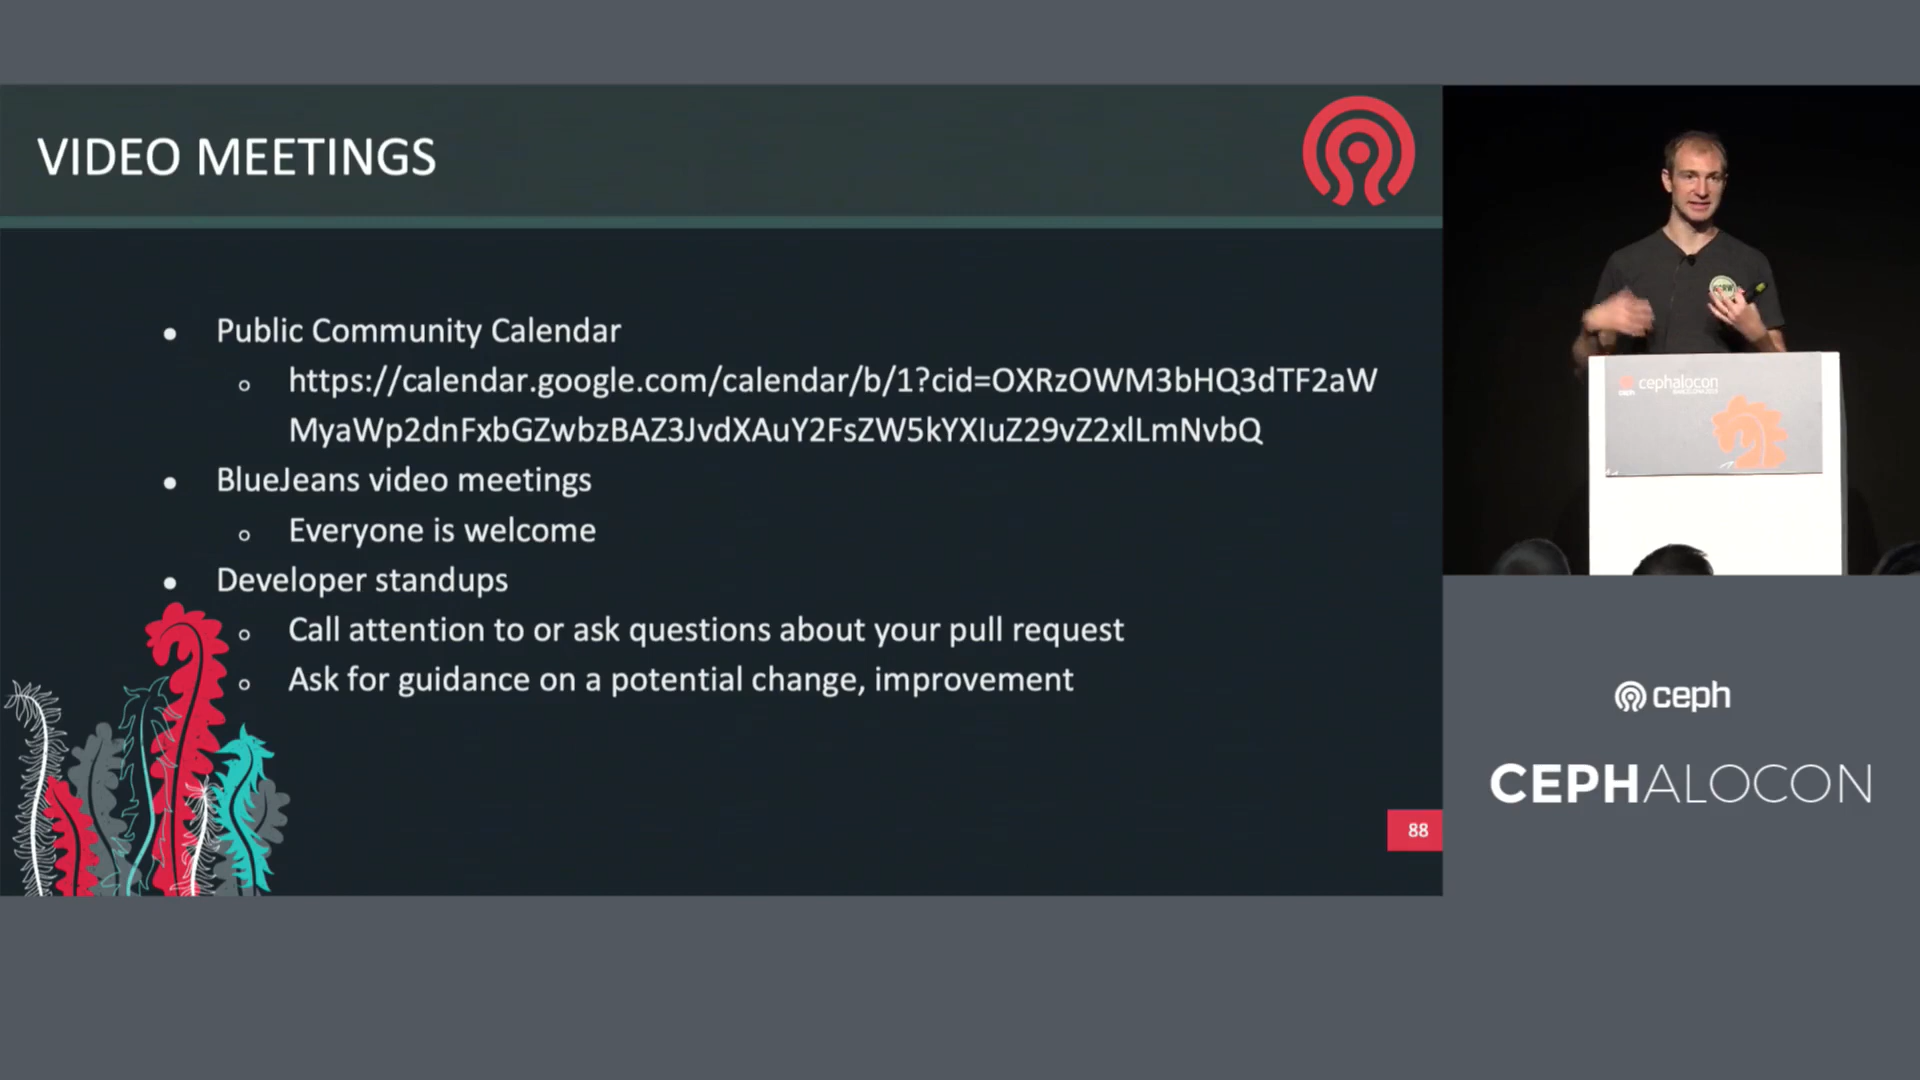 VIDEO MEETINGS
Public Community Calendar
https://calendar.google.com/calendar/b/1?cid=OXRzOWM3bHQ3dTF2aW
MyaWp2dnFxbGZwbzBAZ3JvdXAuY2FsZW5kYXIuZ29vZ2xlLmNvbQ
BlueJeans video meetings
Everyone is welcome
Developer standups
Call attention to or ask questions about your pull request
Ask for guidance on a potential change, improvement
88
cephalocon
ceph
ceph
CEPHALOCON